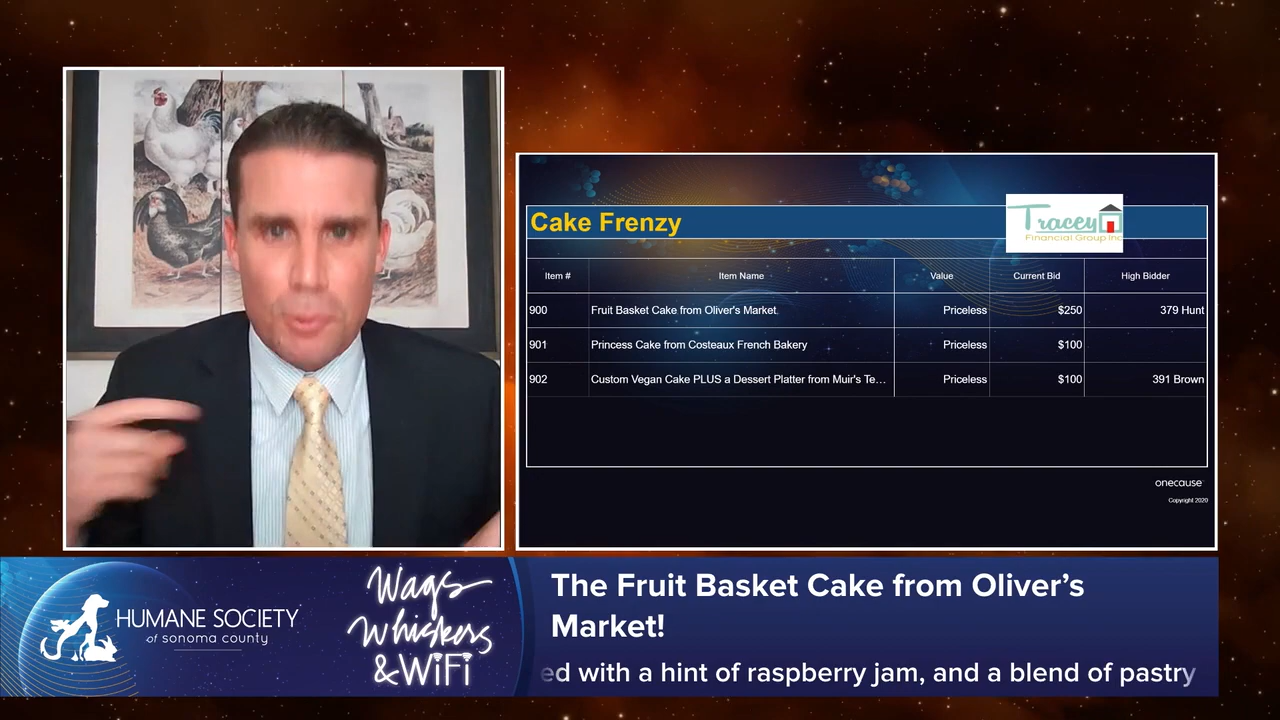 Cake Frenzy
Tracey
Financial Group Inc
Item # Item Name Value Current Bid High Bidder
900 Fruit Basket Cake from Oliver's Market Priceless $250 379 Hunt
901 Princess Cake from Costeaux French Bakery Priceless $100
902 Custom Vegan Cake PLUS a Dessert Platter from Muir's Te... Priceless $100 391 Brown
onecause
Copyright 2020
HUMANE SOCIETY
of sonoma county
Wags
Whiskers
& WiFi
The Fruit Basket Cake from Oliver's
Market!
ed with a hint of raspberry jam, and a blend of pastry